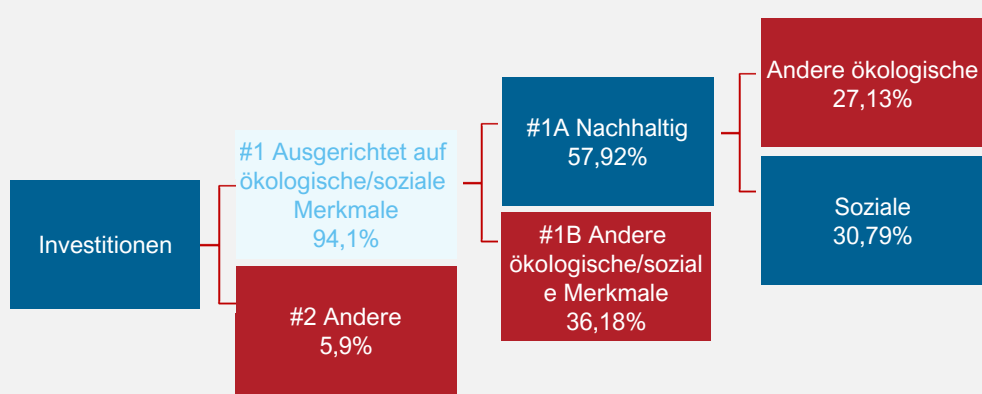 Investitionen
#1 Ausgerichtet auf
ökologische/soziale
Merkmale
94,1%
#2 Andere
5,9%
#1A Nachhaltig
57,92%
#1B Andere
ökologische/sozial
e Merkmale
36,18%
Andere ökologische
27,13%
Soziale
30,79%